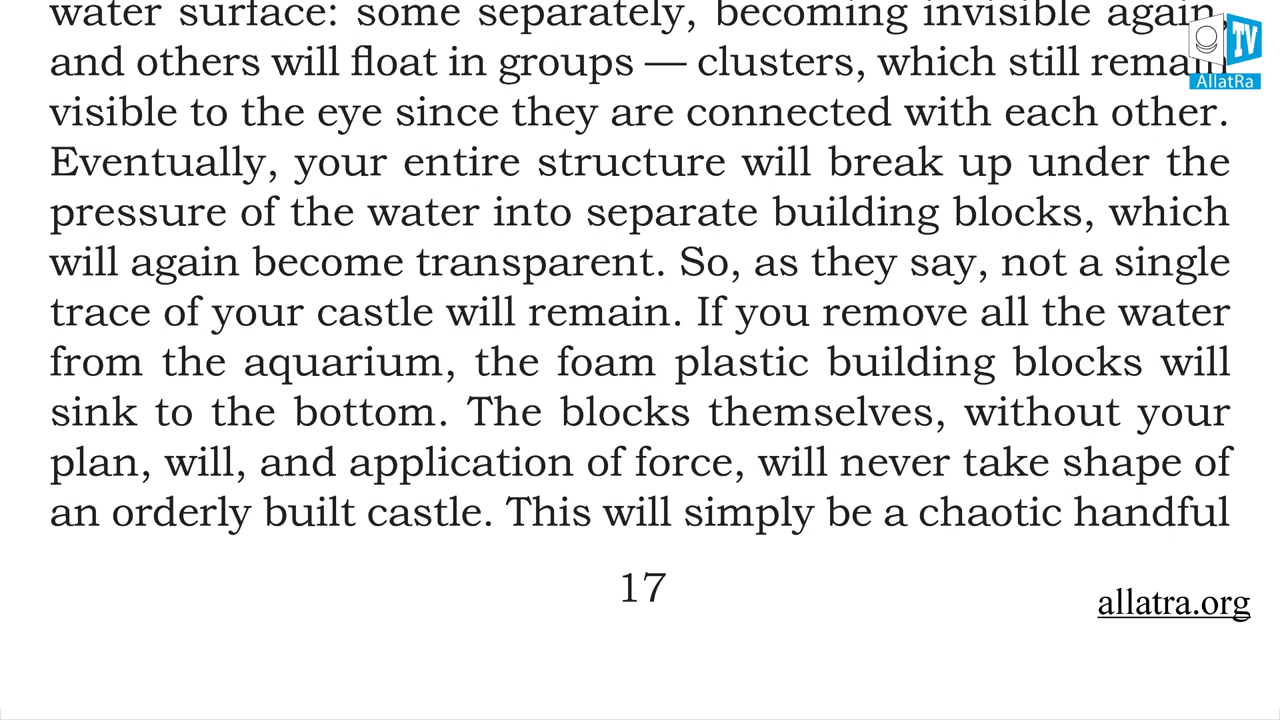 water surface: some separately, becoming invisible again,
and others will float in groups — clusters, which still remain
visible to the eye since they are connected with each other.
Eventually, your entire structure will break up under the
pressure of the water into separate building blocks, which
will again become transparent. So, as they say, not a single
trace of your castle will remain. If you remove all the water
from the aquarium, the foam plastic building blocks will
sink to the bottom. The blocks themselves, without your
plan, will, and application of force, will never take shape of
an orderly built castle. This will simply be a chaotic handful
17
allatra.org
TV
AllatRa